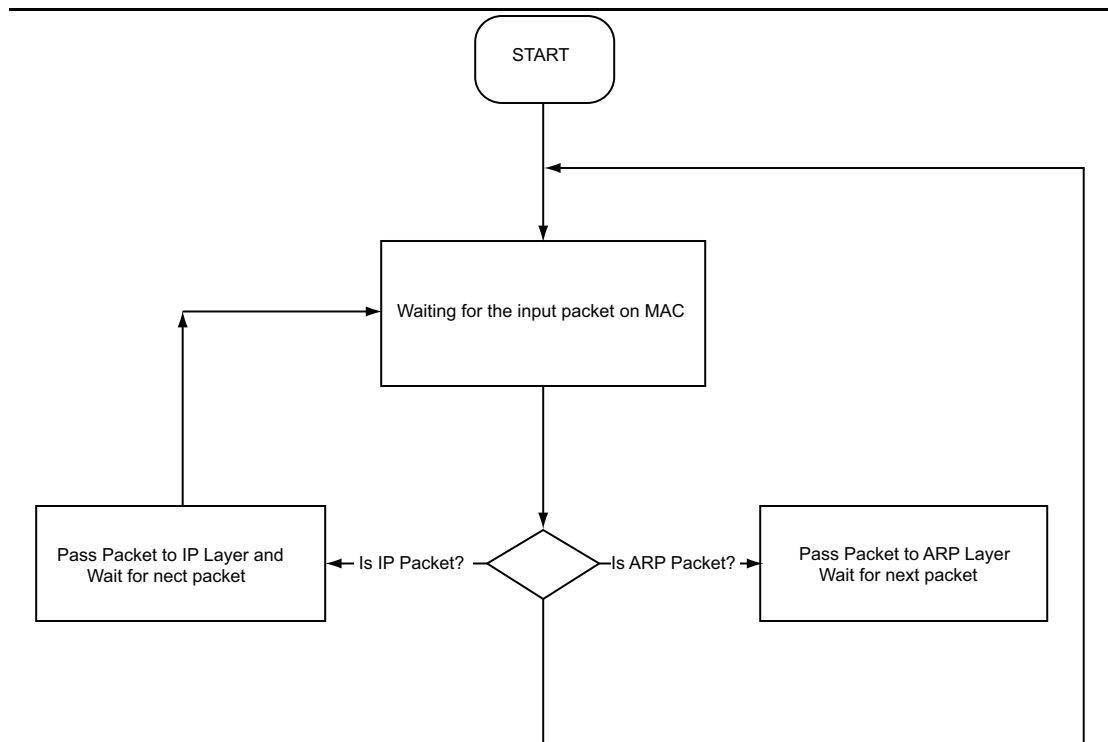 START
Waiting for the input packet on MAC
Pass Packet to IP Layer and
Wait for nect packet
Is IP Packet?
Is ARP Packet?
Pass Packet to ARP Layer
Wait for next packet